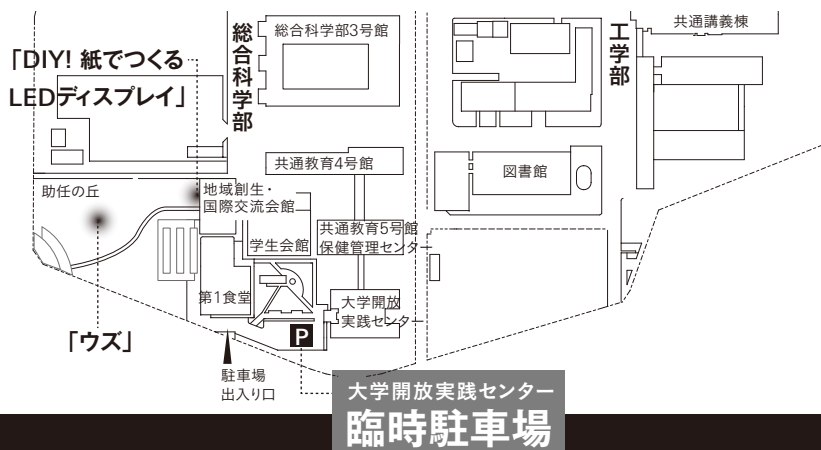 総合科学部3号館
共通講義棟
総合科学部
工学部
「DIY! 紙でつくる
LEDディスプレイ」
共通教育4号館
図書館
助任の丘
地域創生・
国際交流会館
学生会館
共通教育5号館
保健管理センター
第1食堂
大学開放
実践センター
P
「ウズ」
駐車場
出入り口
大学開放実践センター
臨時駐車場